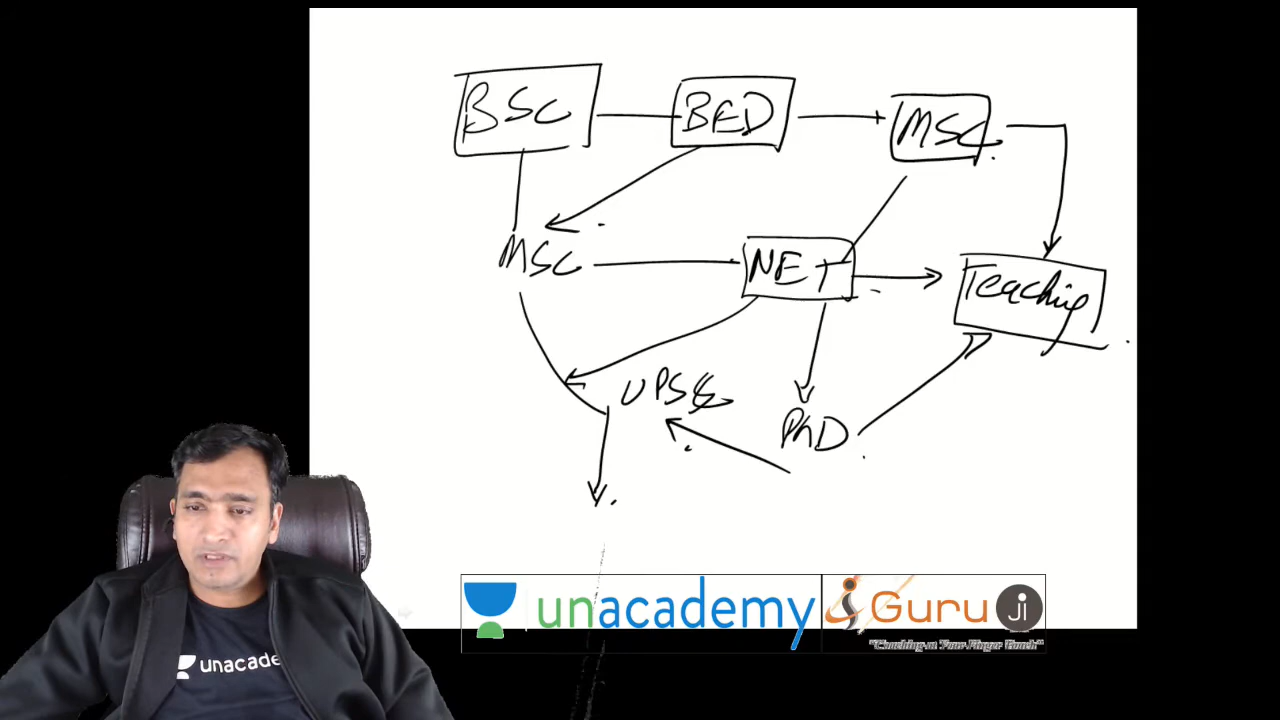 BSC BED MSC
MSC NET Teaching
UPSC PhD
unacademy Guru Ji
"Coaching at Your Finger Touch"
unacade